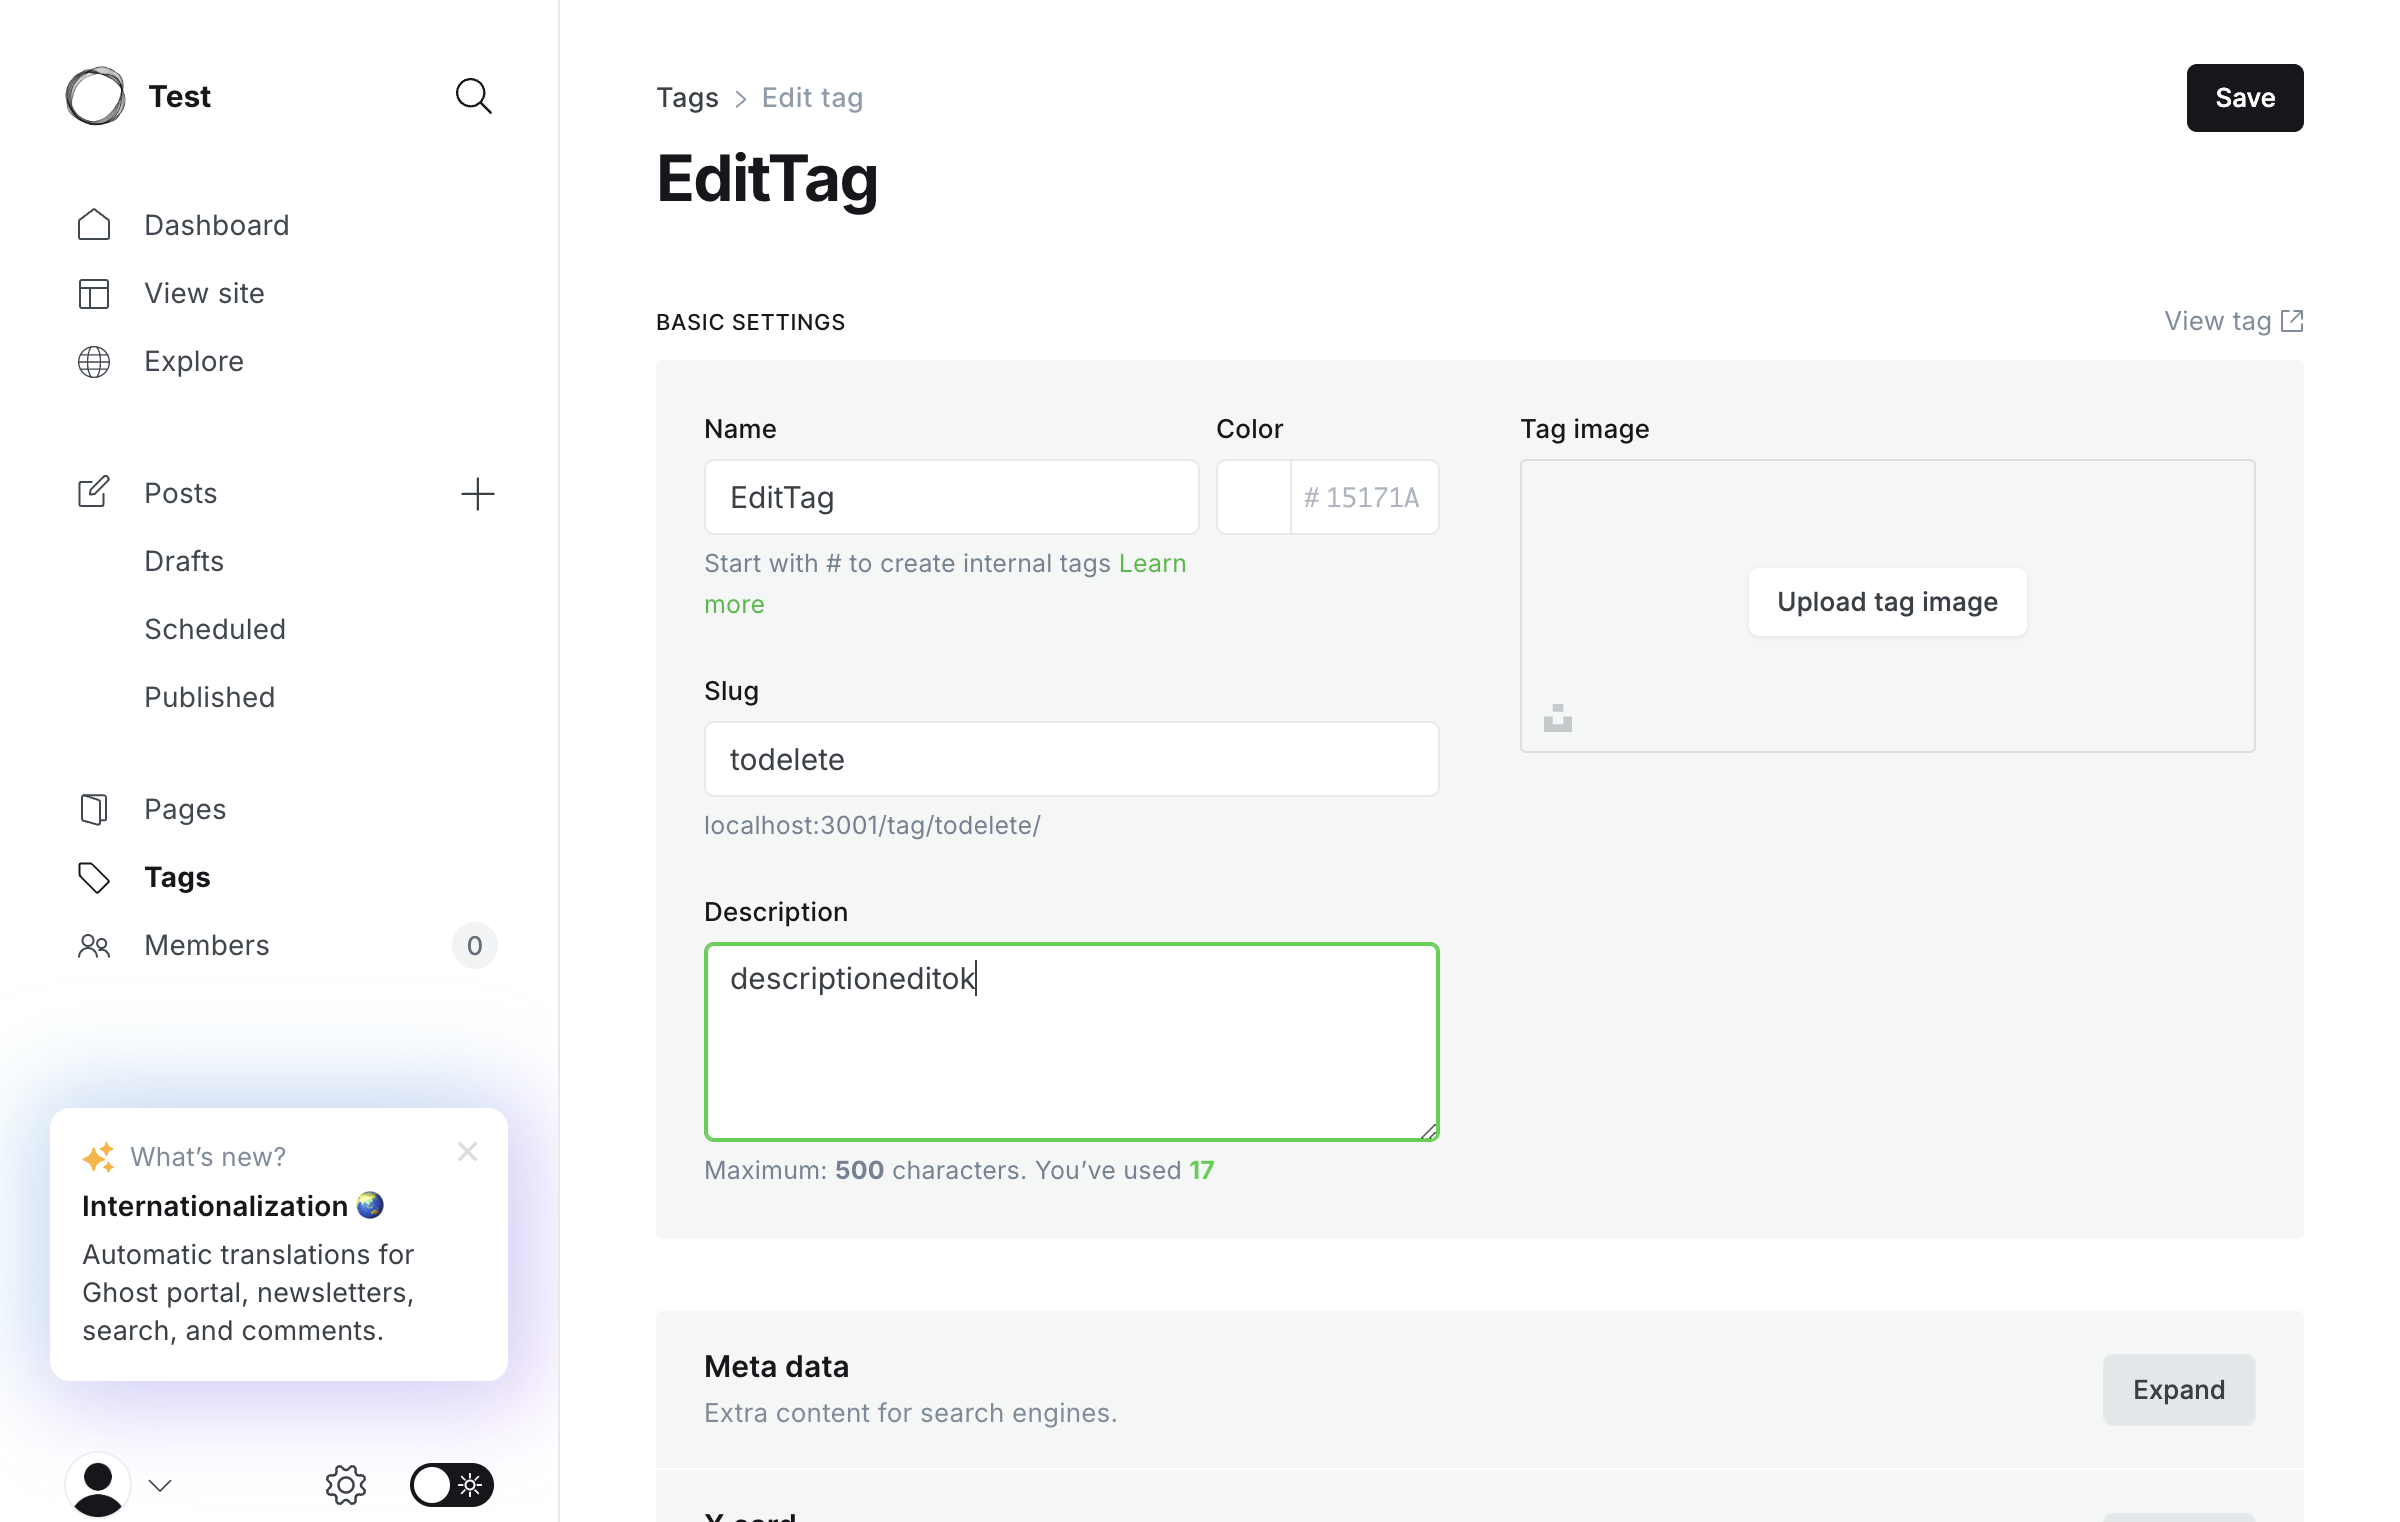 Test
Dashboard
View site
Explore
Posts
Drafts
Scheduled
Published
Pages
Tags
Members 0
What’s new?
Internationalization
Automatic translations for
Ghost portal, newsletters,
search, and comments.
Tags > Edit tag
Save
EditTag
BASIC SETTINGS
View tag
Name
EditTag
Start with # to create internal tags Learn
more
Color
# 15171A
Slug
todelete
localhost:3001/tag/todelete/
Description
descriptioneditok
Maximum: 500 characters. You’ve used 17
Tag image
Upload tag image
Meta data
Extra content for search engines.
Expand
X card